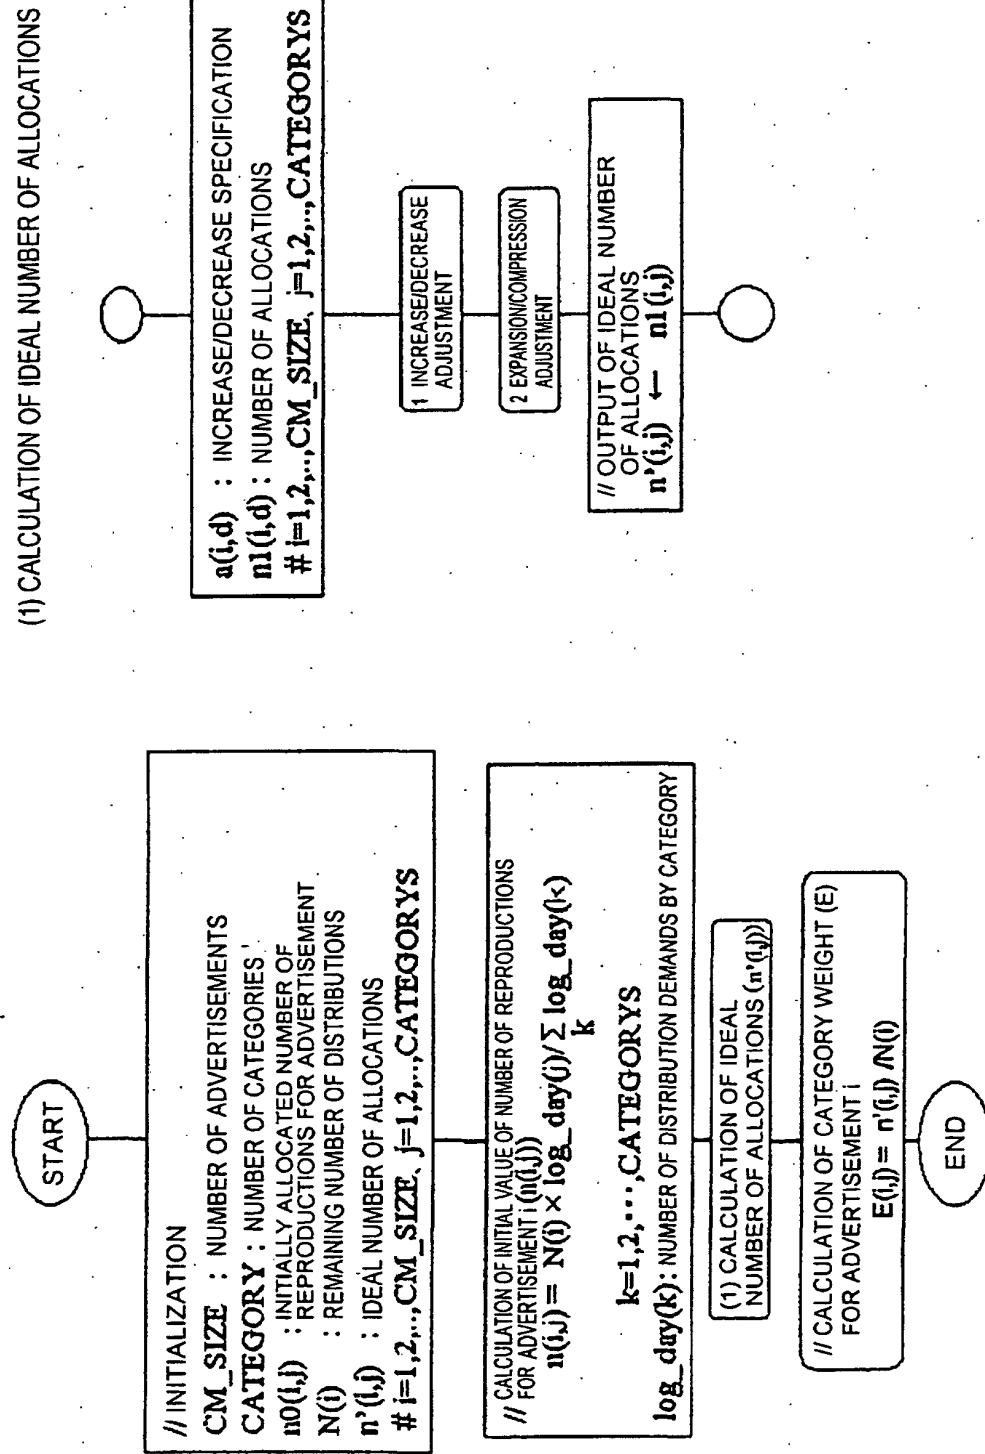 START
// INITIALIZATION
CM_SIZE : NUMBER OF ADVERTISEMENTS
CATEGORY : NUMBER OF CATEGORIES
n0(i,j) : INITIALLY ALLOCATED NUMBER OF
REPRODUCTIONS FOR ADVERTISEMENT
N(i) : REMAINING NUMBER OF DISTRIBUTIONS
n'(i,j) : IDEAL NUMBER OF ALLOCATIONS
# i=1,2,..,CM_SIZE, j=1,2,..,CATEGORYS
// CALCULATION OF INITIAL VALUE OF NUMBER OF REPRODUCTIONS
FOR ADVERTISEMENT i (n(i,j))
n(i,j) = N(i) × log_day(j)/ Σ log_day(k)
k
k=1,2,···,CATEGORYS
log_day(k): NUMBER OF DISTRIBUTION DEMANDS BY CATEGORY
(1) CALCULATION OF IDEAL
NUMBER OF ALLOCATIONS (n'(i,j))
// CALCULATION OF CATEGORY WEIGHT (E)
FOR ADVERTISEMENT i
E(i,j) = n'(i,j) /N(i)
END
(1) CALCULATION OF IDEAL NUMBER OF ALLOCATIONS
a(i,d) : INCREASE/DECREASE SPECIFICATION
n1(i,d) : NUMBER OF ALLOCATIONS
# i=1,2,..,CM_SIZE, j=1,2,..,CATEGORYS
1 INCREASE/DECREASE
ADJUSTMENT
2 EXPANSION/COMPRESSION
ADJUSTMENT
// OUTPUT OF IDEAL NUMBER
OF ALLOCATIONS
n'(i,j) ← n1(i,j)